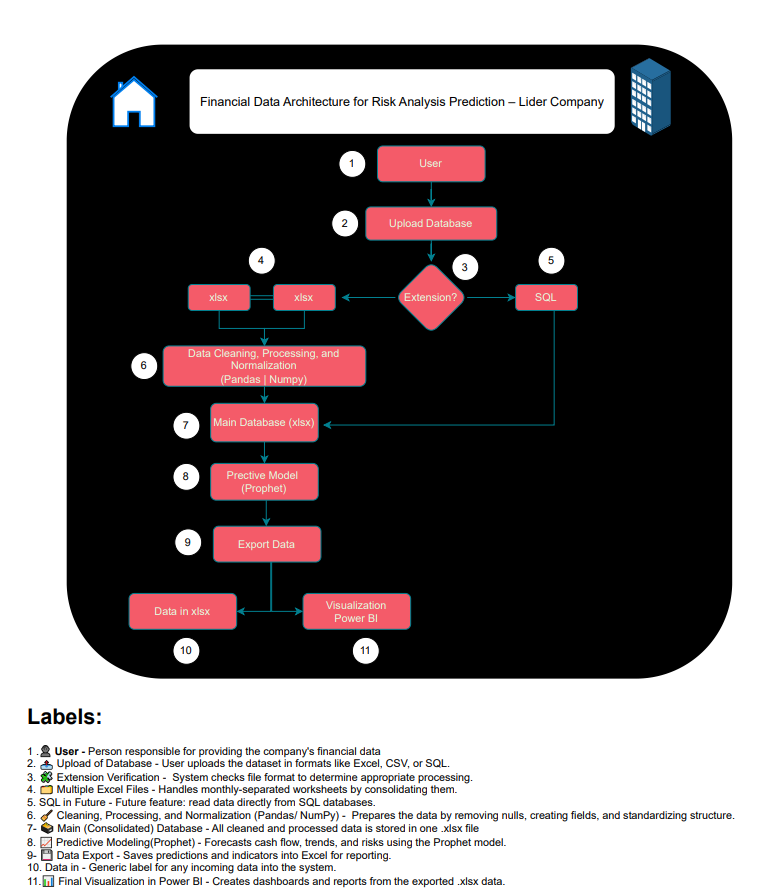 Financial Data Architecture for Risk Analysis Prediction – Lider Company
1
User
2
Upload Database
3
4
5
xlsx
xlsx
Extension?
SQL
6
Data Cleaning, Processing, and
Normalization
(Pandas | Numpy)
7
Main Database (xlsx)
8
Prective Model
(Prophet)
9
Export Data
Data in xlsx
Visualization
Power BI
10
11
Labels:
1 . User - Person responsible for providing the company's financial data
2. Upload of Database - User uploads the dataset in formats like Excel, CSV, or SQL.
3. Extension Verification - System checks file format to determine appropriate processing.
4. Multiple Excel Files - Handles monthly-separated worksheets by consolidating them.
5. SQL in Future - Future feature: read data directly from SQL databases.
6. Cleaning, Processing, and Normalization (Pandas/ NumPy) - Prepares the data by removing nulls, creating fields, and standardizing structure.
7- Main (Consolidated) Database - All cleaned and processed data is stored in one .xlsx file
8. Predictive Modeling(Prophet) - Forecasts cash flow, trends, and risks using the Prophet model.
9- Data Export - Saves predictions and indicators into Excel for reporting.
10. Data in - Generic label for any incoming data into the system.
11. Final Visualization in Power BI - Creates dashboards and reports from the exported .xlsx data.